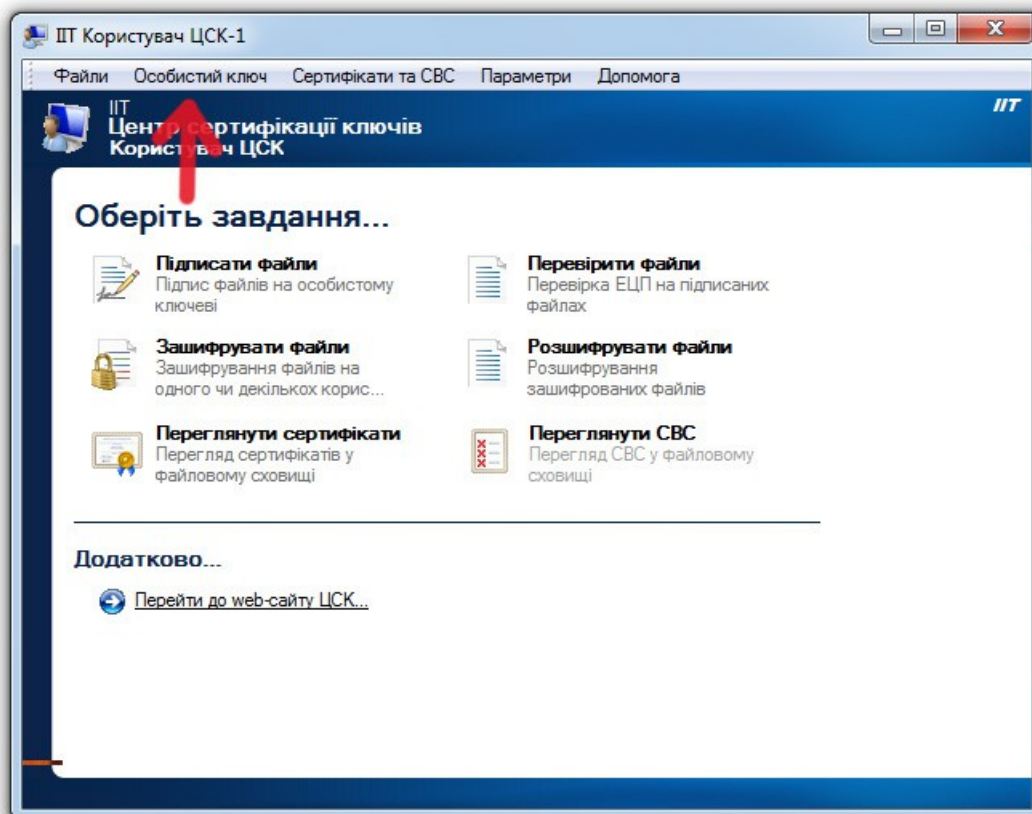 ІІТ Користувач ЦСК-1
Файли Особистий ключ Сертифікати та СВС Параметри Допомога
ІІТ
Центр сертифікації ключів
Користувач ЦСК
ІІТ
Оберіть завдання...
Підписати файли
Підпис файлів на особистому
ключеві
Перевірити файли
Перевірка ЕЦП на підписаних
файлах
Зашифрувати файли
Зашифрування файлів на
одного чи декількох корис...
Розшифрувати файли
Розшифрування
зашифрованих файлів
Переглянути сертифікати
Перегляд сертифікатів у
файловому сховищі
Переглянути СВС
Перегляд СВС у файловому
сховищі
Додатково...
Перейти до web-сайту ЦСК...